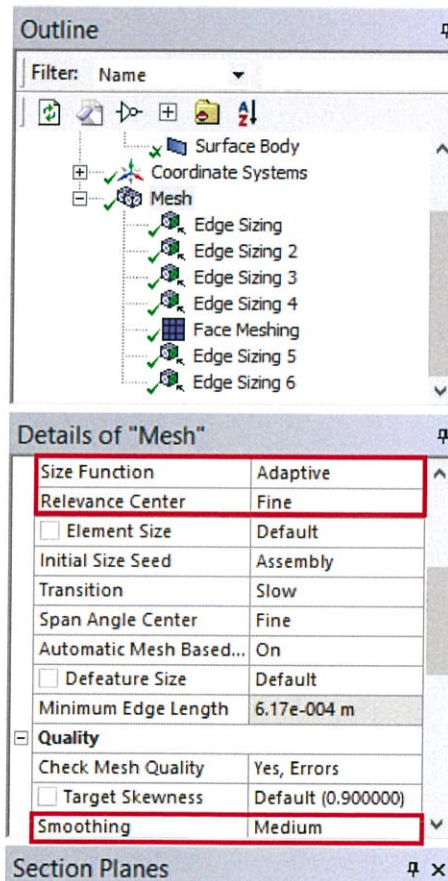 Outline
Filter: Name
Surface Body
Coordinate Systems
Mesh
Edge Sizing
Edge Sizing 2
Edge Sizing 3
Edge Sizing 4
Face Meshing
Edge Sizing 5
Edge Sizing 6
Details of "Mesh"
Size Function Adaptive
Relevance Center Fine
Element Size Default
Initial Size Seed Assembly
Transition Slow
Span Angle Center Fine
Automatic Mesh Based... On
Defeature Size Default
Minimum Edge Length 6.17e-004 m
Quality
Check Mesh Quality Yes, Errors
Target Skewness Default (0.900000)
Smoothing Medium
Section Planes